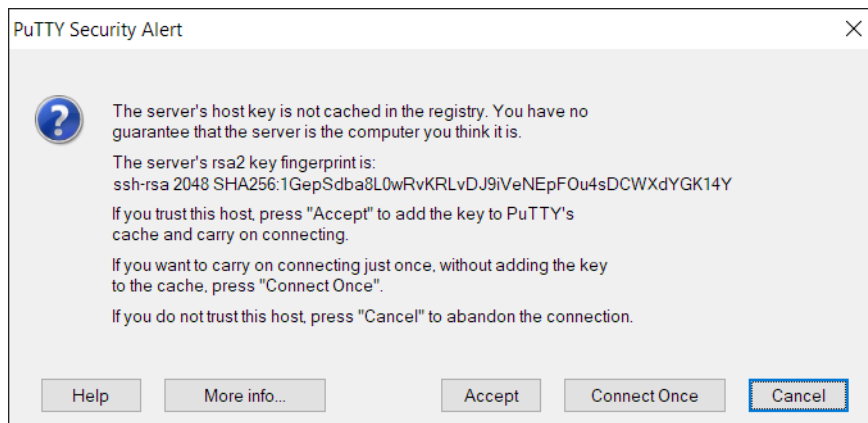 PuTTY Security Alert
The server's host key is not cached in the registry. You have no
guarantee that the server is the computer you think it is.
The server's rsa2 key fingerprint is:
ssh-rsa 2048 SHA256:1GepSdba8L0wRvKRLvDJ9iVeNEpFOu4sDCWXdYGK14Y
If you trust this host, press "Accept" to add the key to PuTTY's
cache and carry on connecting.
If you want to carry on connecting just once, without adding the key
to the cache, press "Connect Once".
If you do not trust this host, press "Cancel" to abandon the connection.
Help More info... Accept Connect Once Cancel